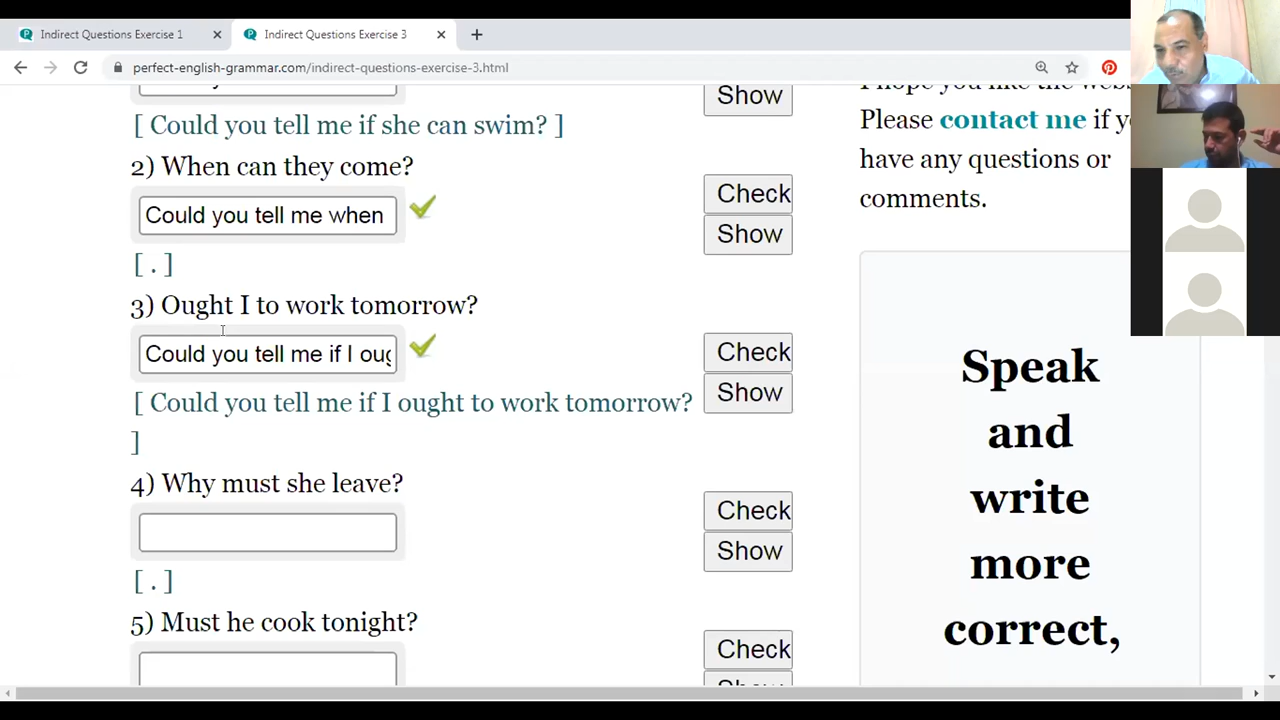 Indirect Questions Exercise 1
Indirect Questions Exercise 3
perfect-english-grammar.com/indirect-questions-exercise-3.html
Show
[ Could you tell me if she can swim? ]
2) When can they come?
Could you tell me when
Check
Show
[ . ]
3) Ought I to work tomorrow?
Could you tell me if I oug
Check
Show
[ Could you tell me if I ought to work tomorrow?
]
4) Why must she leave?
Check
Show
[ . ]
5) Must he cook tonight?
Check
Please contact me if
have any questions or
comments.
Speak
and
write
more
correct,